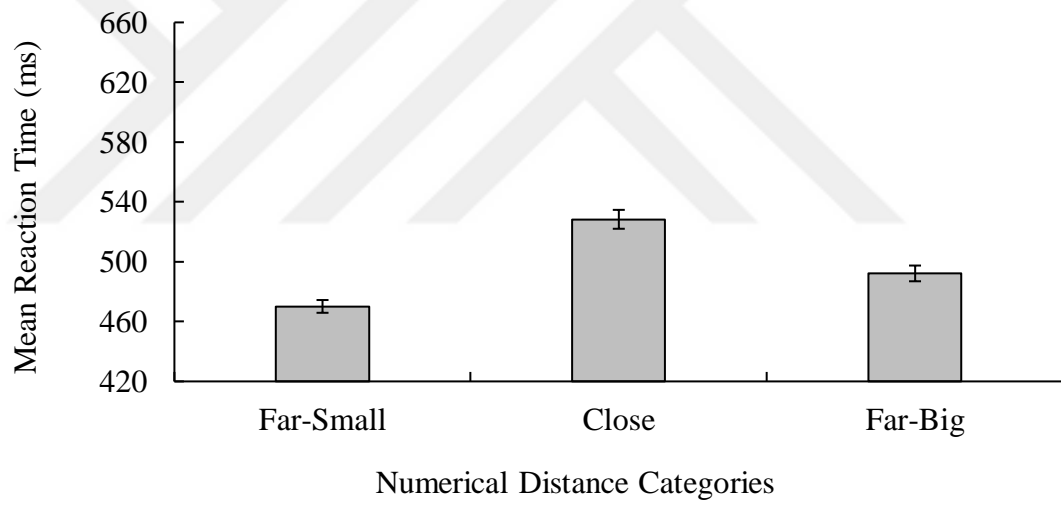 Mean Reaction Time (ms)
660
620
580
540
500
460
420
Far-Small Close Far-Big
Numerical Distance Categories